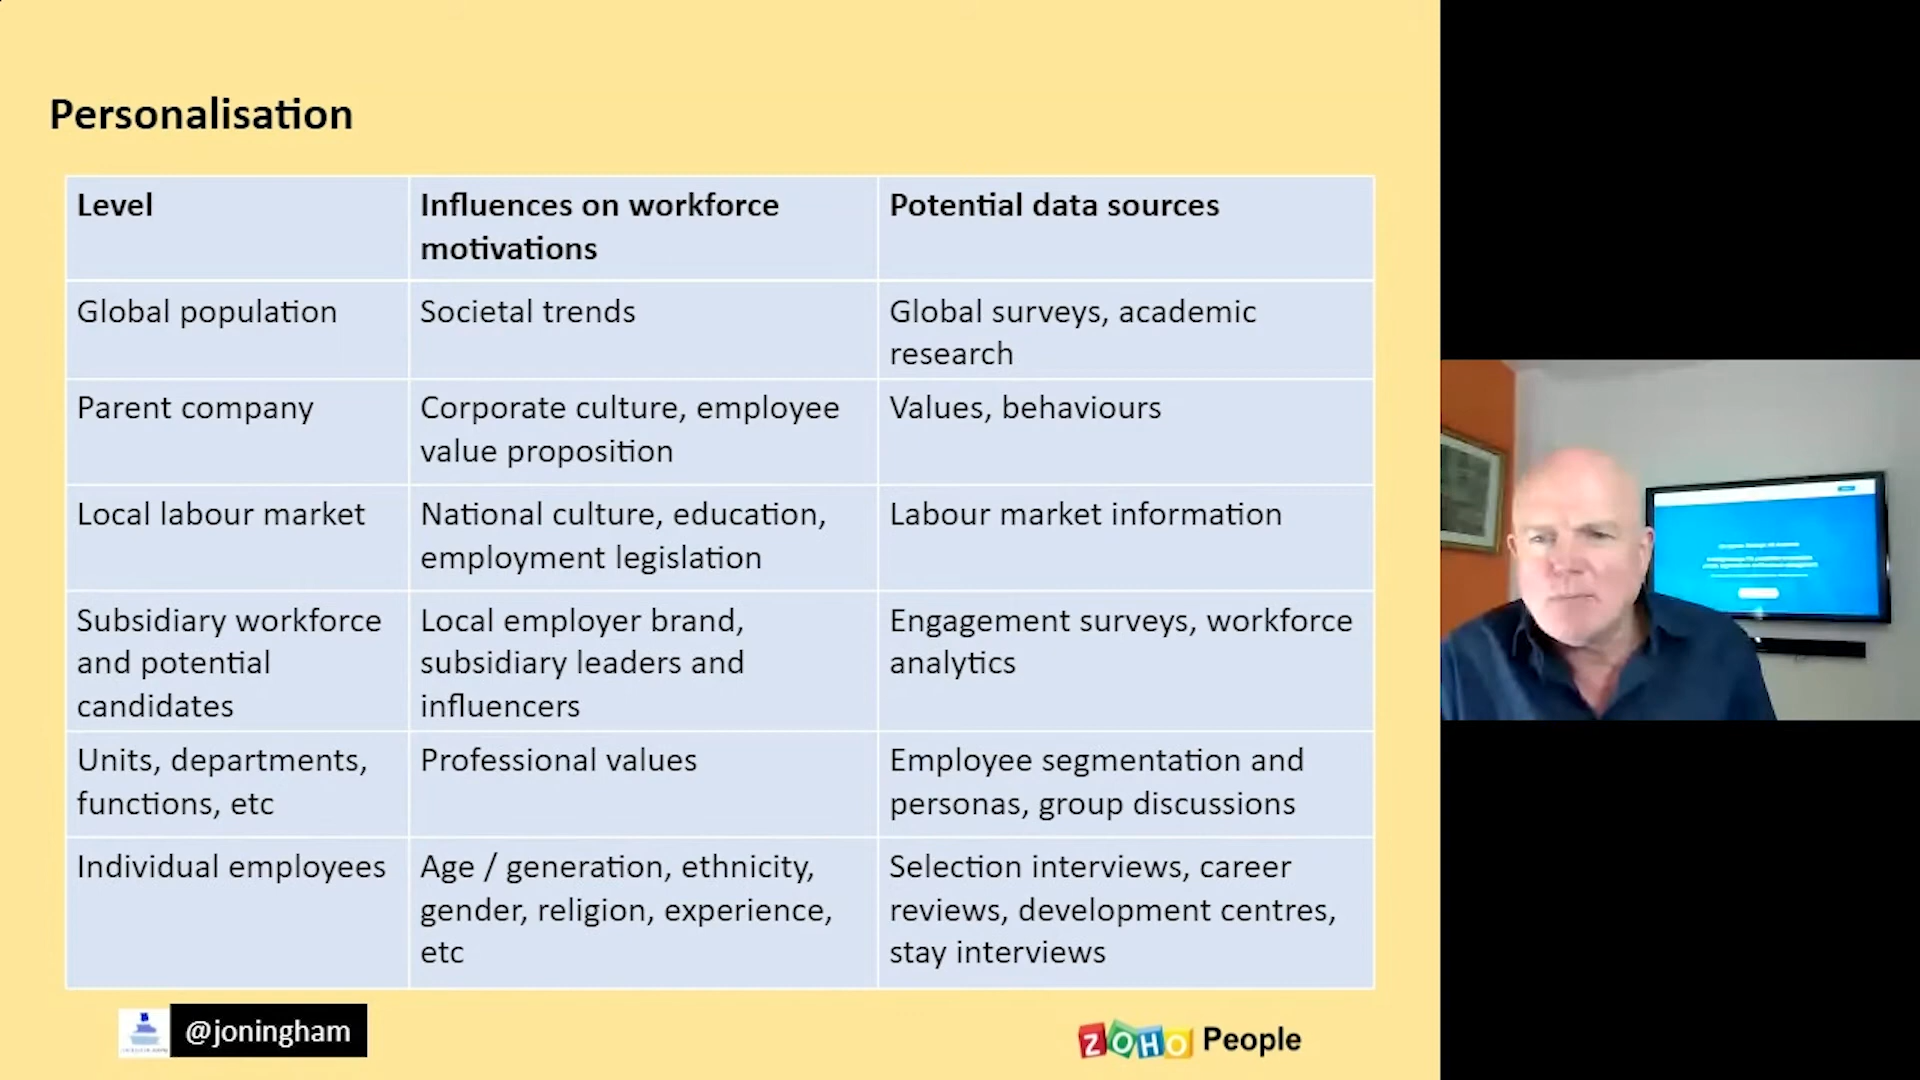 Personalisation
Level
Influences on workforce
motivations
Potential data sources
Global population
Societal trends
Global surveys, academic
research
Parent company
Corporate culture, employee
value proposition
Values, behaviours
Local labour market
National culture, education,
employment legislation
Labour market information
Subsidiary workforce
and potential
candidates
Local employer brand,
subsidiary leaders and
influencers
Engagement surveys, workforce
analytics
Units, departments,
functions, etc
Professional values
Employee segmentation and
personas, group discussions
Individual employees
Age / generation, ethnicity,
gender, religion, experience,
etc
Selection interviews, career
reviews, development centres,
stay interviews
@joningham
ZOHO People